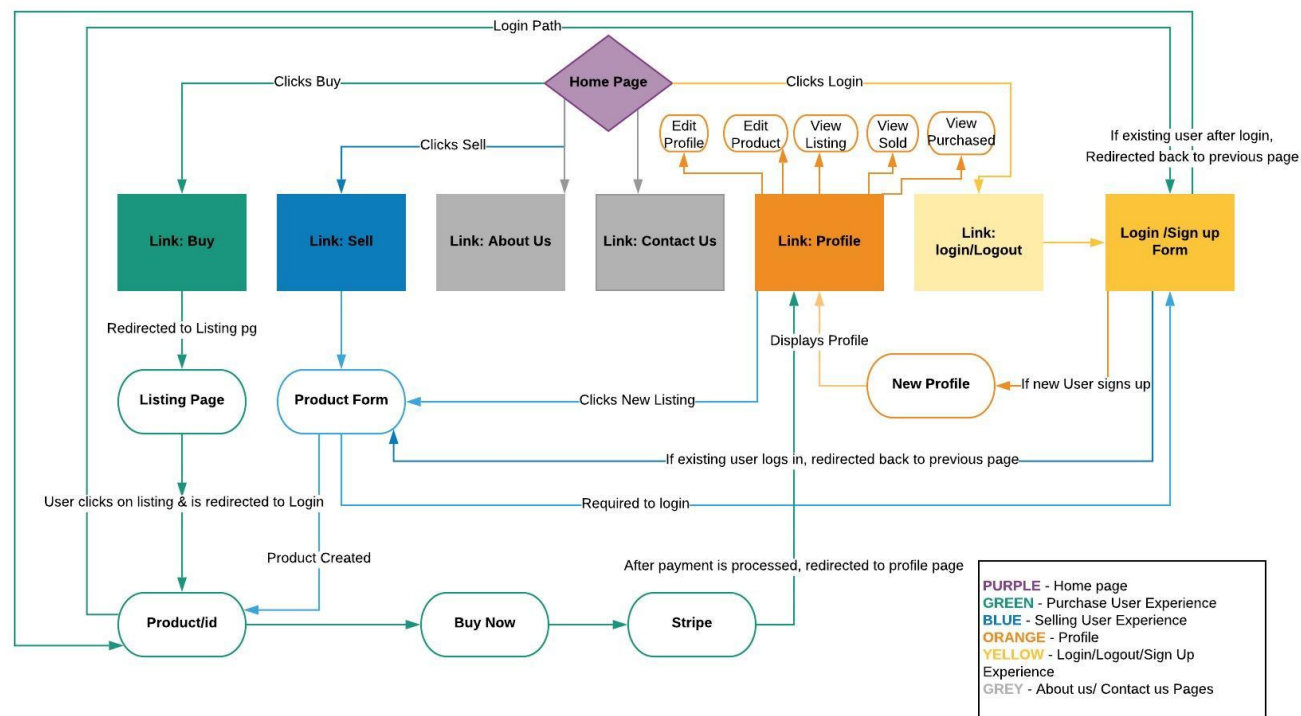 Login Path
Home Page
Clicks Buy
Clicks Login
Clicks Sell
Edit
Profile
Edit
Product
View
Listing
View
Sold
View
Purchased
If existing user after login,
Redirected back to previous page
Link: Buy
Link: Sell
Link: About Us
Link: Contact Us
Link: Profile
Link:
login/Logout
Login /Sign up
Form
Redirected to Listing pg
Displays Profile
Listing Page
Product Form
Clicks New Listing
New Profile
If new User signs up
If existing user logs in, redirected back to previous page
User clicks on listing & is redirected to Login
Required to login
Product Created
After payment is processed, redirected to profile page
Product/id
Buy Now
Stripe
PURPLE - Home page
GREEN - Purchase User Experience
BLUE - Selling User Experience
ORANGE - Profile
YELLOW - Login/Logout/Sign Up
Experience
GREY - About us/ Contact us Pages